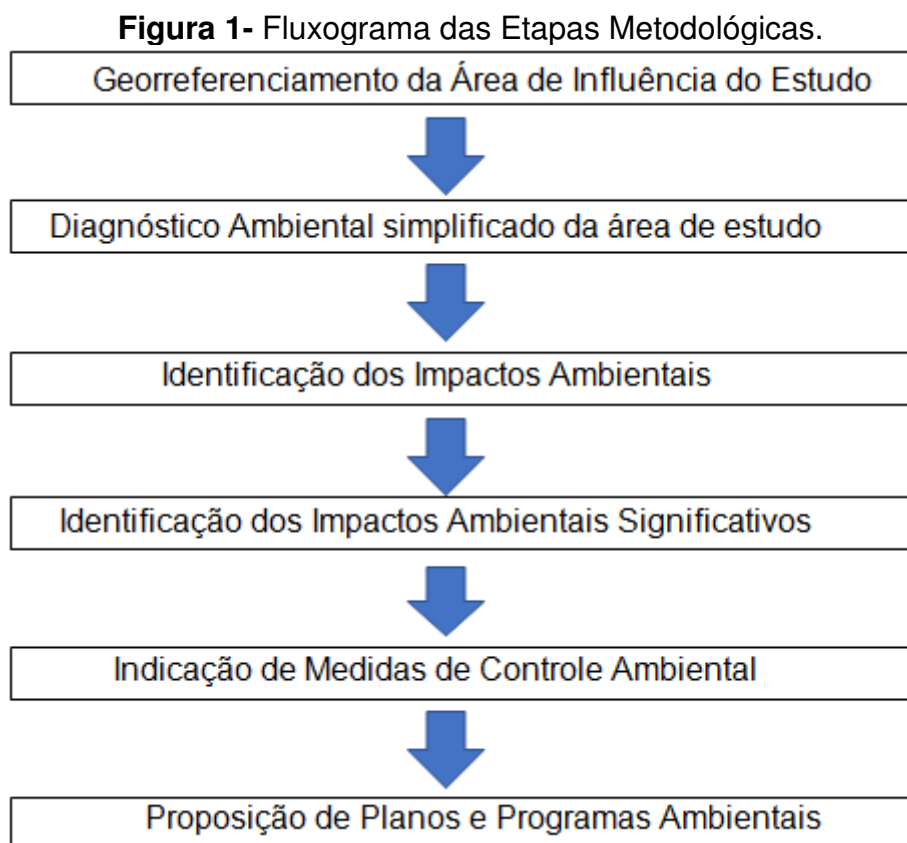 Figura 1- Fluxograma das Etapas Metodológicas.
Georreferenciamento da Área de Influência do Estudo
Diagnóstico Ambiental simplificado da área de estudo
Identificação dos Impactos Ambientais
Identificação dos Impactos Ambientais Significativos
Indicação de Medidas de Controle Ambiental
Proposição de Planos e Programas Ambientais